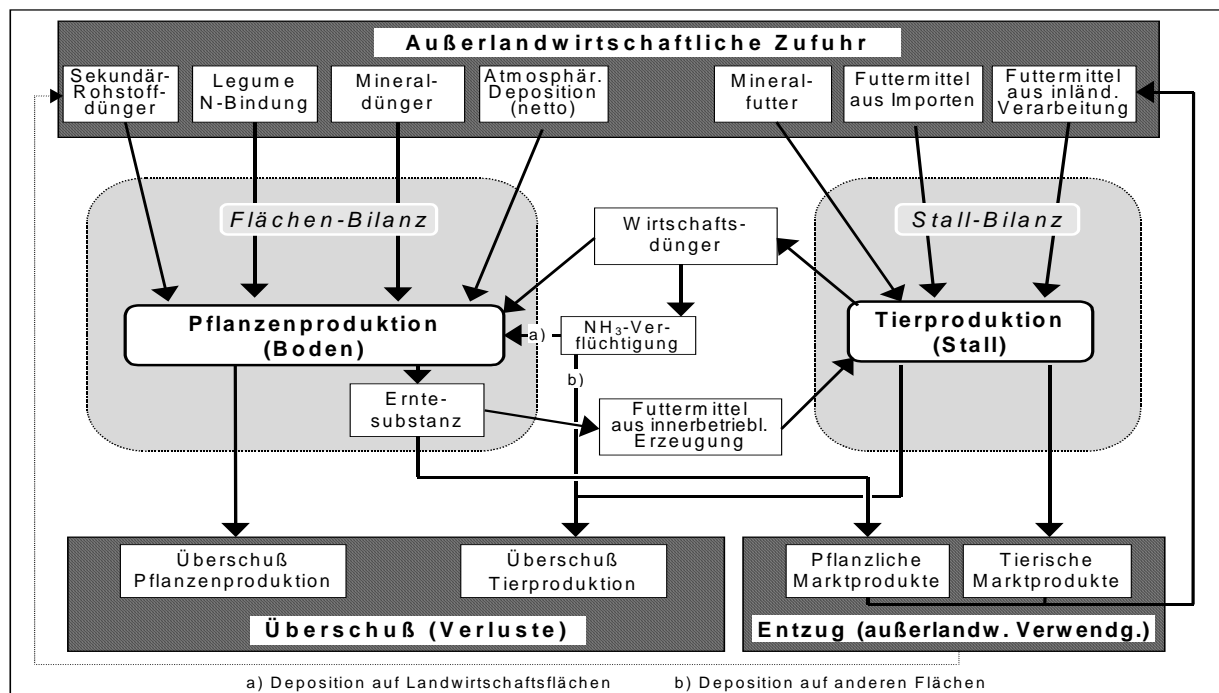 Außerlandwirtschaftliche Zufuhr
Sekundär-
Rohstoff-
dünger
Legume
N-Bindung
Mineral-
dünger
Atmosphär.
Deposition
(netto)
Mineral-
futter
Futtermittel
aus Importen
Futtermittel
aus inländ.
Verarbeitung
Flächen-Bilanz
Stall-Bilanz
Wirtschafts-
dünger
Pflanzenproduktion
(Boden)
a)
NH₃-Ver-
flüchtigung
Tierproduktion
(Stall)
b)
Ernte-
substanz
Futtermittel
aus innerbetriebl.
Erzeugung
Überschuß
Pflanzenproduktion
Überschuß
Tierproduktion
Pflanzliche
Marktprodukte
Tierische
Marktprodukte
Überschuß (Verluste)
Entzug (außerlandw. Verwendg.)
a) Deposition auf Landwirtschaftsflächen
b) Deposition auf anderen Flächen